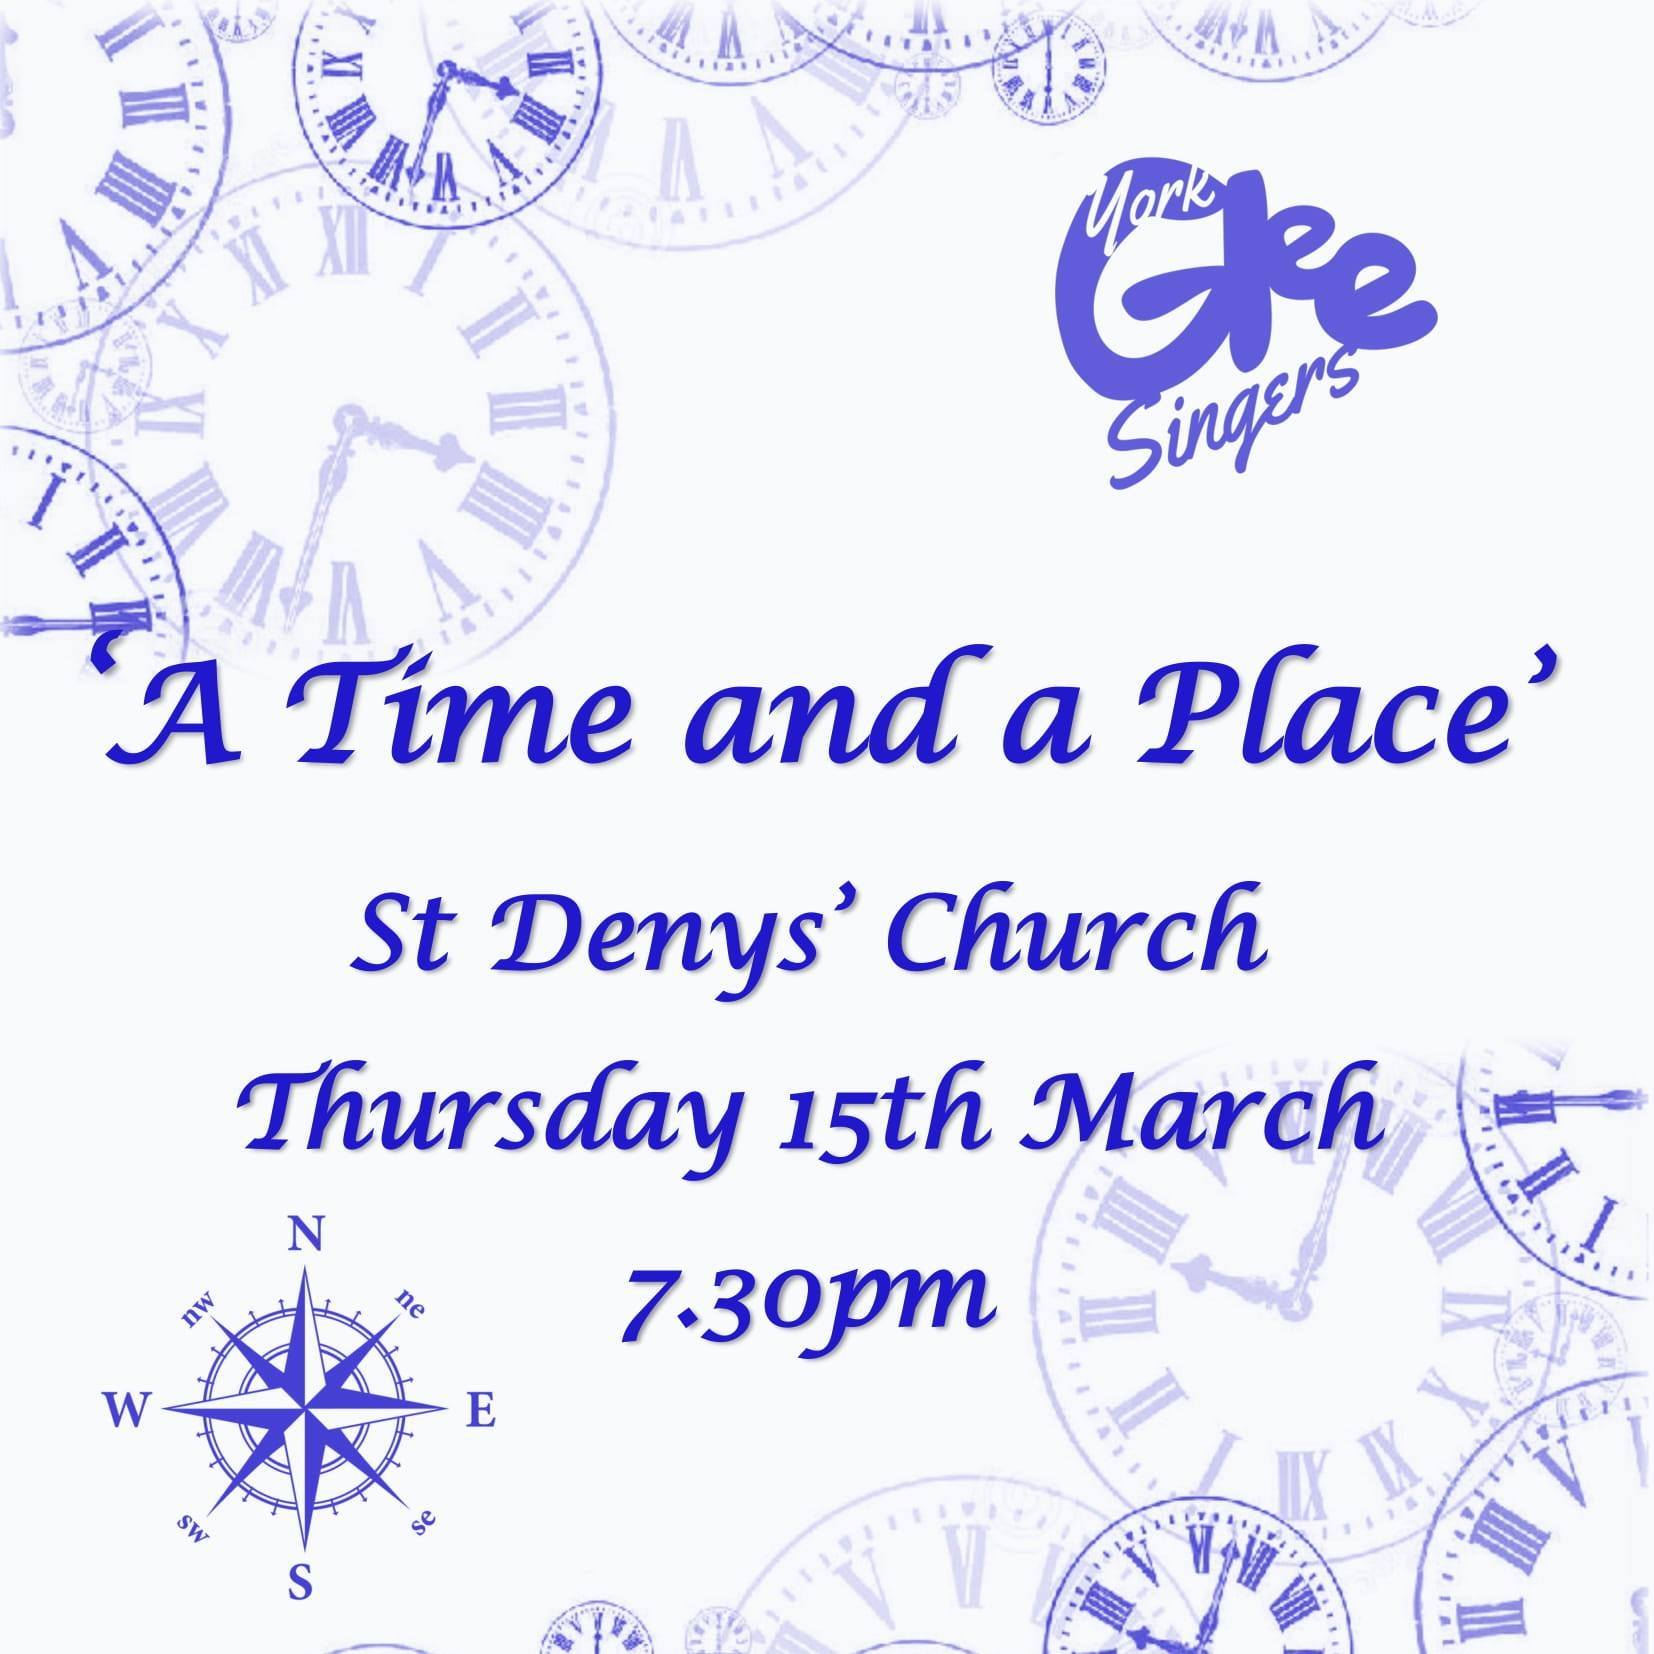 York
Glee
Singers
‘A Time and a Place’
St Denys’ Church
Thursday 15th March
7.30pm
N
nw
ne
W
E
sw
se
S